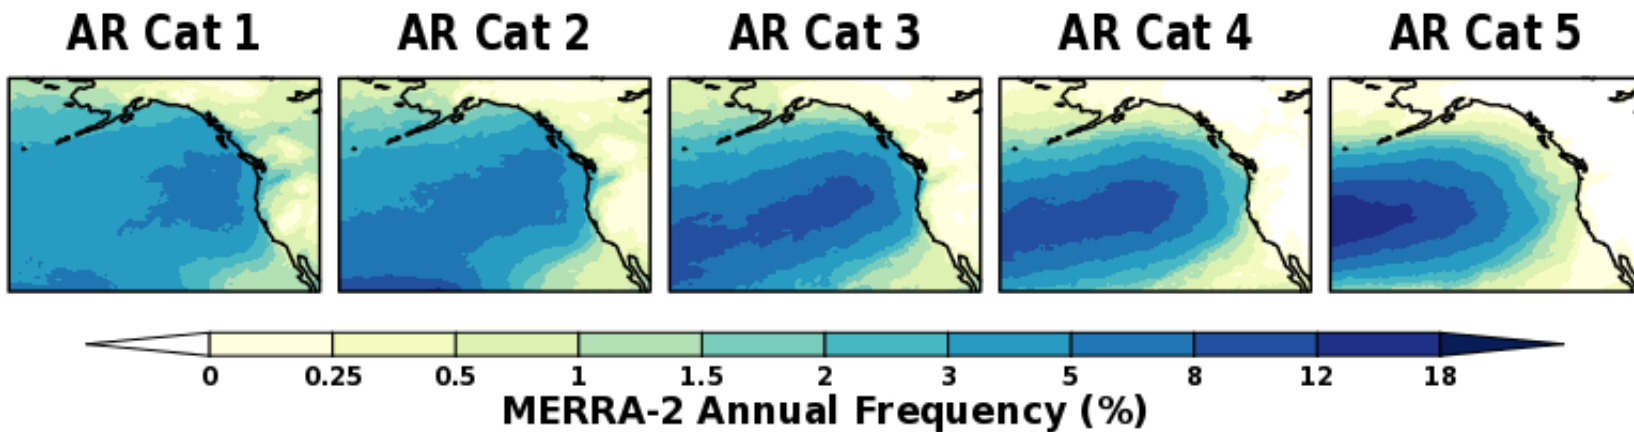 AR Cat 1 AR Cat 2 AR Cat 3 AR Cat 4 AR Cat 5
0 0.25 0.5 1 1.5 2 3 5 8 12 18
MERRA-2 Annual Frequency (%)